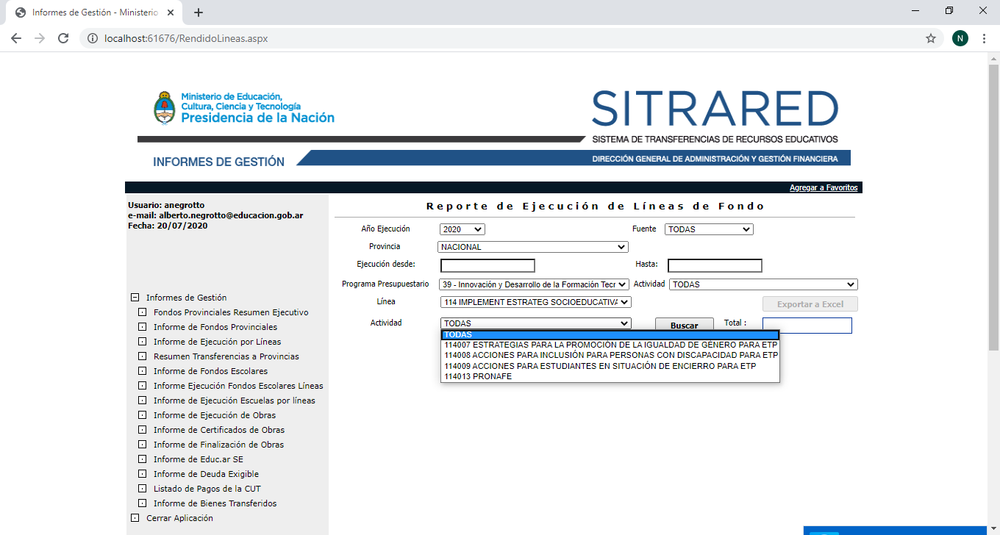 Informes de Gestión - Ministerio
localhost:61676/RendidoLineas.aspx
N
Ministerio de Educación,
Cultura, Ciencia y Tecnología
Presidencia de la Nación
SITRARED
SISTEMA DE TRANSFERENCIAS DE RECURSOS EDUCATIVOS
INFORMES DE GESTIÓN
DIRECCIÓN GENERAL DE ADMINISTRACIÓN Y GESTIÓN FINANCIERA
Agregar a Favoritos
Usuario: anegrotto
e-mail: alberto.negrotto@educacion.gob.ar
Fecha: 20/07/2020
Informes de Gestión
Fondos Provinciales Resumen Ejecutivo
Informe de Fondos Provinciales
Informe de Ejecución por Líneas
Resumen Transferencias a Provincias
Informe de Fondos Escolares
Informe Ejecución Fondos Escolares Líneas
Informe de Ejecución Escuelas por líneas
Informe de Ejecución de Obras
Informe de Certificados de Obras
Informe de Finalización de Obras
Informe de Educ.ar SE
Informe de Deuda Exigible
Listado de Pagos de la CUT
Informe de Bienes Transferidos
Cerrar Aplicación
Reporte de Ejecución de Líneas de Fondo
Año Ejecución 2020 Fuente TODAS
Provincia NACIONAL
Ejecución desde: Hasta:
Programa Presupuestario 39 - Innovación y Desarrollo de la Formación Tecr Actividad TODAS
Línea 114 IMPLEMENT ESTRATEG SOCIOEDUCATIVA Exportar a Excel
Actividad TODAS Buscar Total :
TODAS
114007 ESTRATEGIAS PARA LA PROMOCIÓN DE LA IGUALDAD DE GÉNERO PARA ETP
114008 ACCIONES PARA INCLUSIÓN PARA PERSONAS CON DISCAPACIDAD PARA ETP
114009 ACCIONES PARA ESTUDIANTES EN SITUACIÓN DE ENCIERRO PARA ETP
114013 PRONAFE